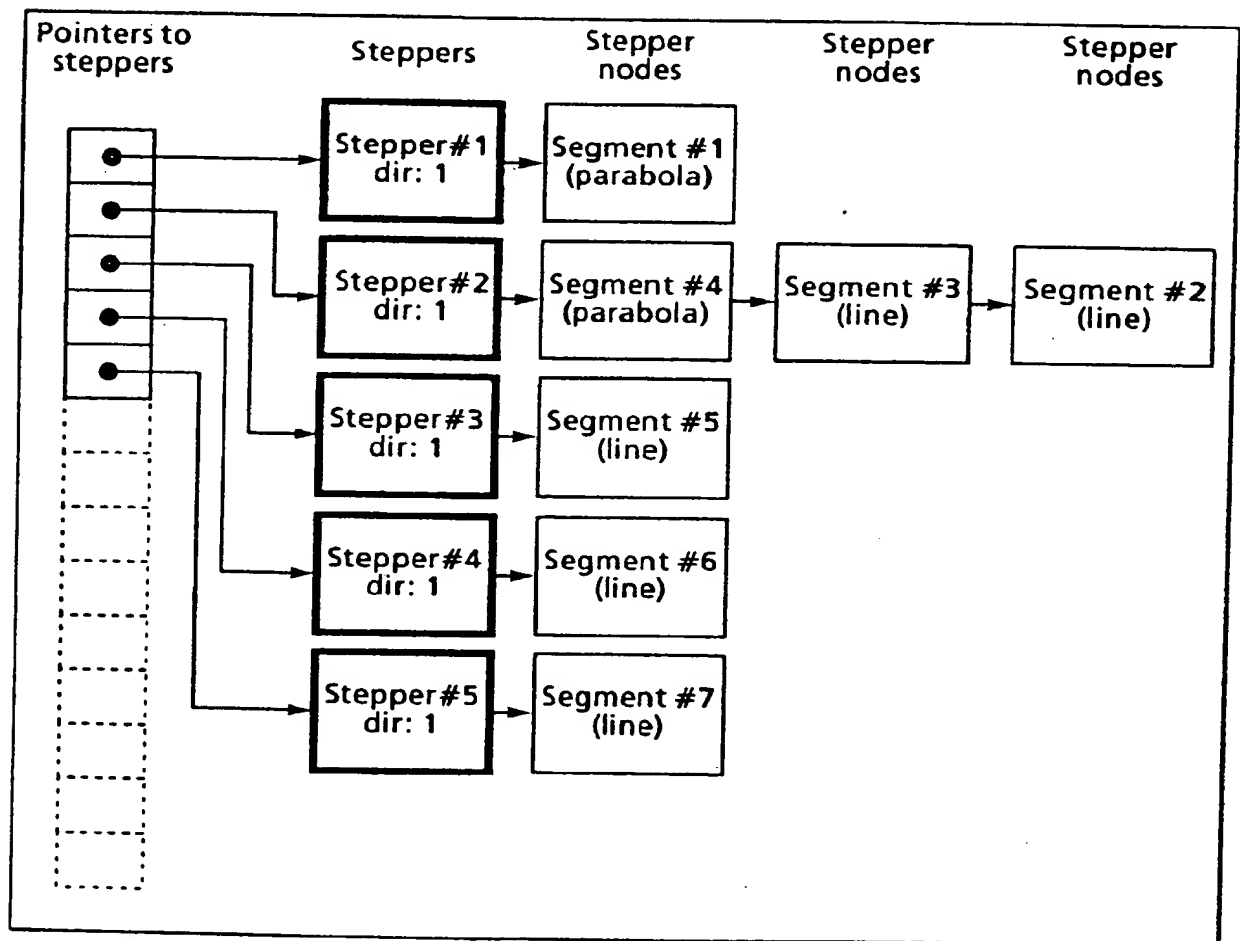 Pointers to
steppers
Steppers
Stepper
nodes
Stepper
nodes
Stepper
nodes
Stepper#1
dir: 1
Segment #1
(parabola)
Stepper#2
dir: 1
Segment #4
(parabola)
Segment #3
(line)
Segment #2
(line)
Stepper#3
dir: 1
Segment #5
(line)
Stepper#4
dir: 1
Segment #6
(line)
Stepper#5
dir: 1
Segment #7
(line)